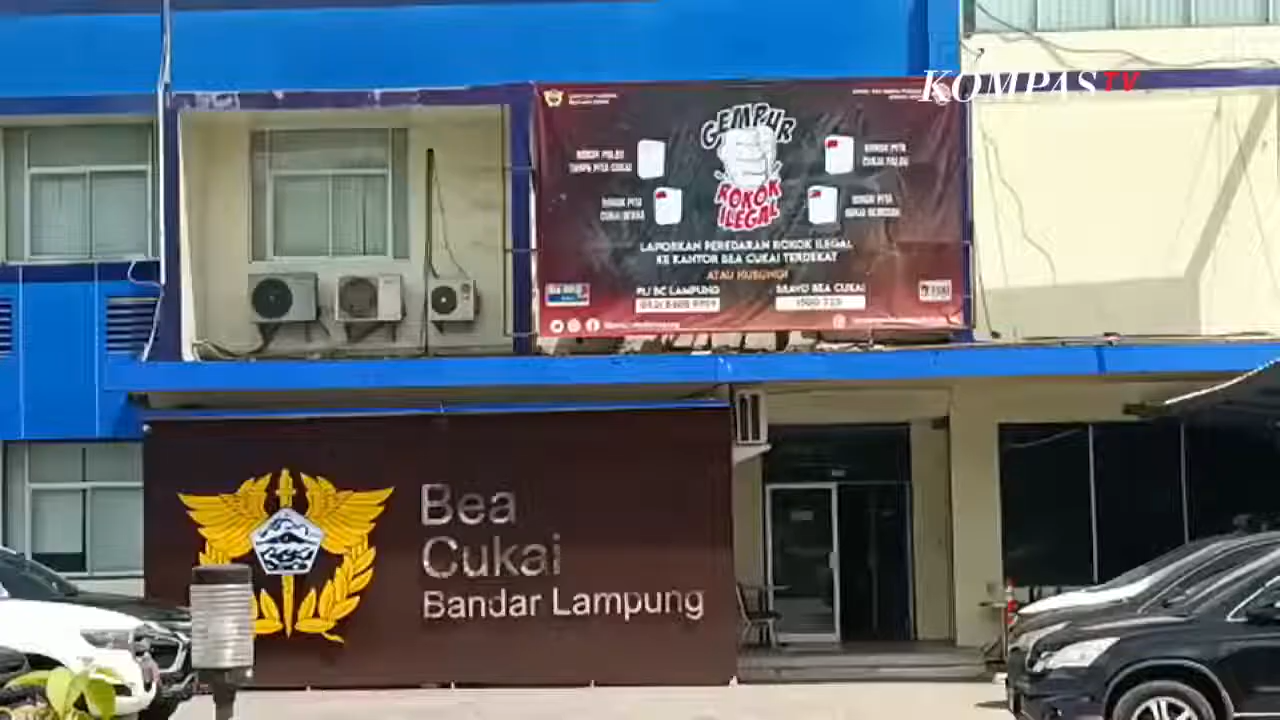 KOMPASTV
GEMPUR
ROKOK
ILEGAL
ROKOK POLOS
TANPA PITA CUKAI
ROKOK PITA
CUKAI PALSU
ROKOK PITA
CUKAI BEKAS
ROKOK PITA
CUKAI
LAPORKAN PEREDARAN ROKOK ILEGAL
KE KANTOR BEA CUKAI TERDEKAT
ATAU HUBUNGI
BC LAMPUNG
BRAVO BEA CUKAI
1500 225
Bea
Cukai
Bandar Lampung